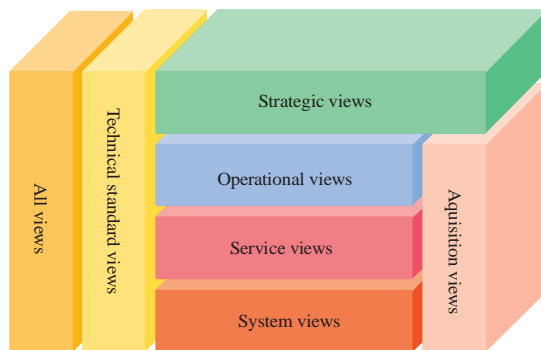 All views
Technical standard views
Strategic views
Operational views
Service views
System views
Aquisition views